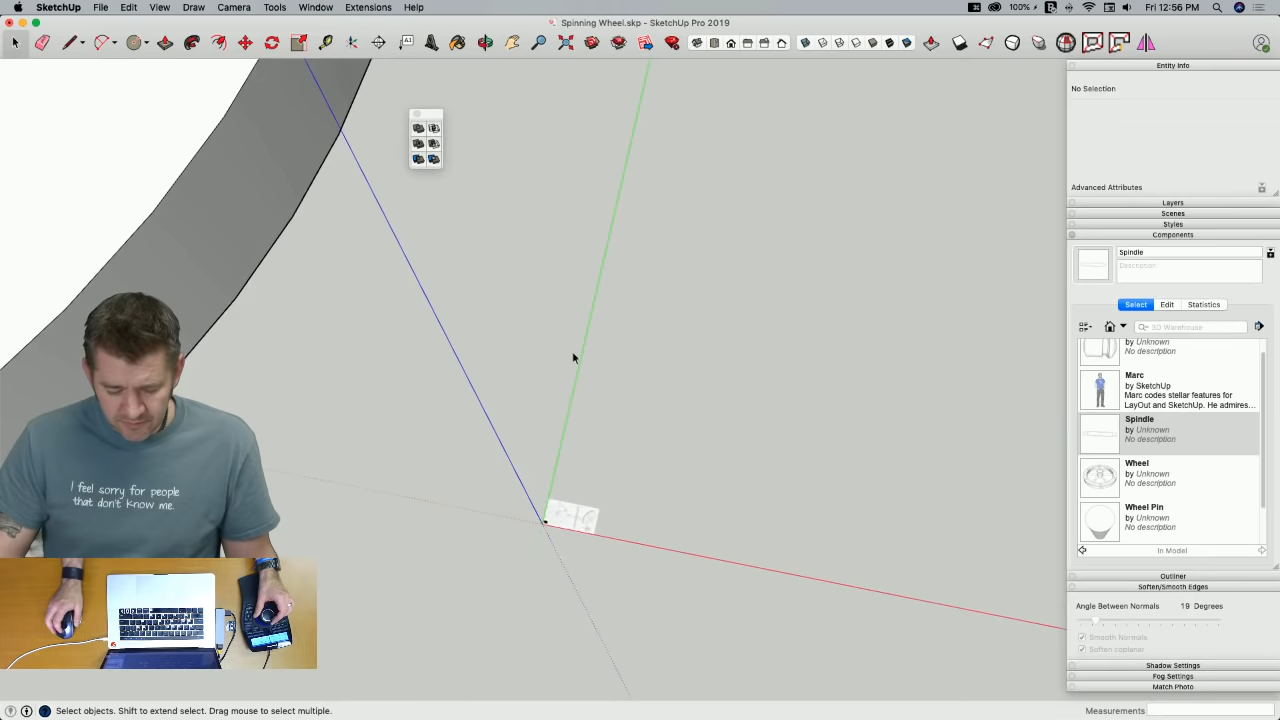 SketchUp File Edit View Draw Camera Tools Window Extensions Help
100% Fri 12:56 PM
Spinning Wheel.skp - SketchUp Pro 2019
Entity Info
No Selection
Advanced Attributes
Layers
Scenes
Styles
Components
Spindle
Description
Select Edit Statistics
3D Warehouse
by Unknown
No description
Marc
by SketchUp
Marc codes stellar features for
LayOut and SketchUp. He admires...
Spindle
by Unknown
No description
Wheel
by Unknown
No description
Wheel Pin
by Unknown
No description
In Model
Outliner
Soften/Smooth Edges
Angle Between Normals 19 Degrees
Smooth Normals
Soften coplanar
Shadow Settings
Fog Settings
Match Photo
I feel sorry for people
that don't know me.
Select objects. Shift to extend select. Drag mouse to select multiple.
Measurements